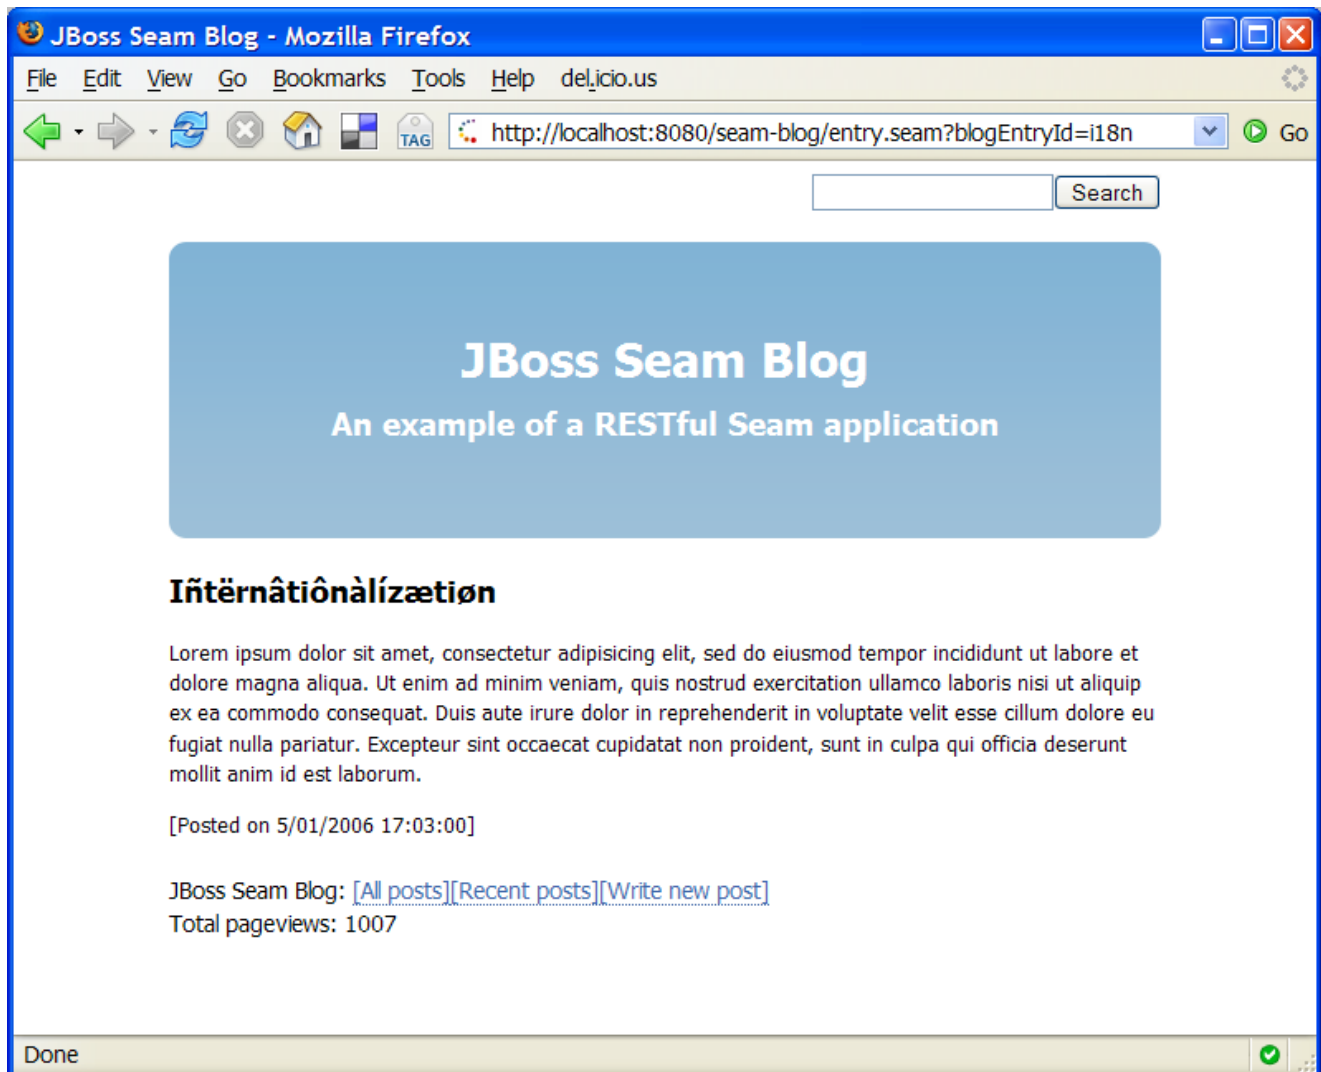 JBoss Seam Blog - Mozilla Firefox
File Edit View Go Bookmarks Tools Help del.icio.us
TAG http://localhost:8080/seam-blog/entry.seam?blogEntryId=i18n Go
Search
JBoss Seam Blog
An example of a RESTful Seam application
Iñtërnâtiônàlízætiøn
Lorem ipsum dolor sit amet, consectetur adipisicing elit, sed do eiusmod tempor incididunt ut labore et
dolore magna aliqua. Ut enim ad minim veniam, quis nostrud exercitation ullamco laboris nisi ut aliquip
ex ea commodo consequat. Duis aute irure dolor in reprehenderit in voluptate velit esse cillum dolore eu
fugiat nulla pariatur. Excepteur sint occaecat cupidatat non proident, sunt in culpa qui officia deserunt
mollit anim id est laborum.
[Posted on 5/01/2006 17:03:00]
JBoss Seam Blog: [All posts][Recent posts][Write new post]
Total pageviews: 1007
Done